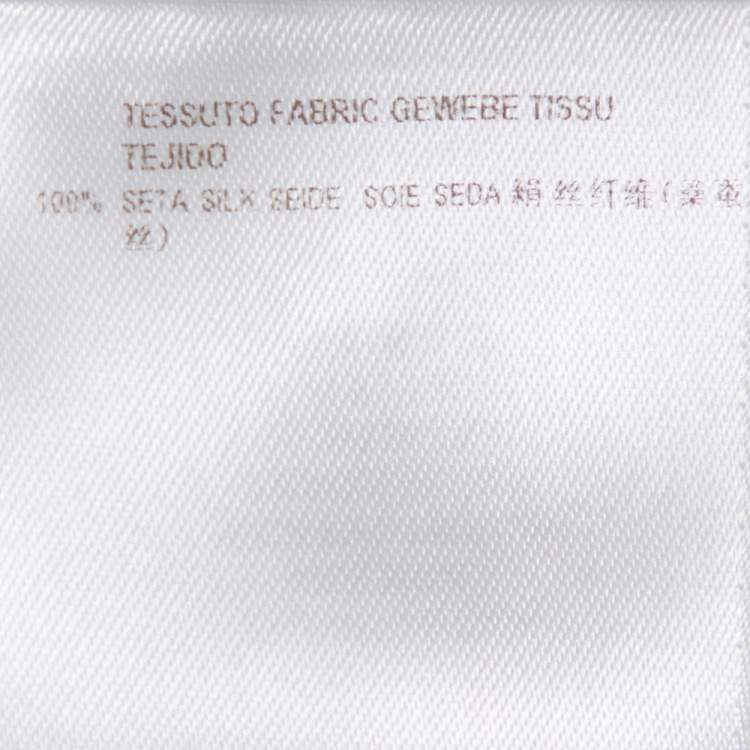 TESSUTO FABRIC GEWEBE TISSU
TEJIDO
100% SETA SILK SEIDE SOIE SEDA 絹 丝纤维(桑蚕
丝)